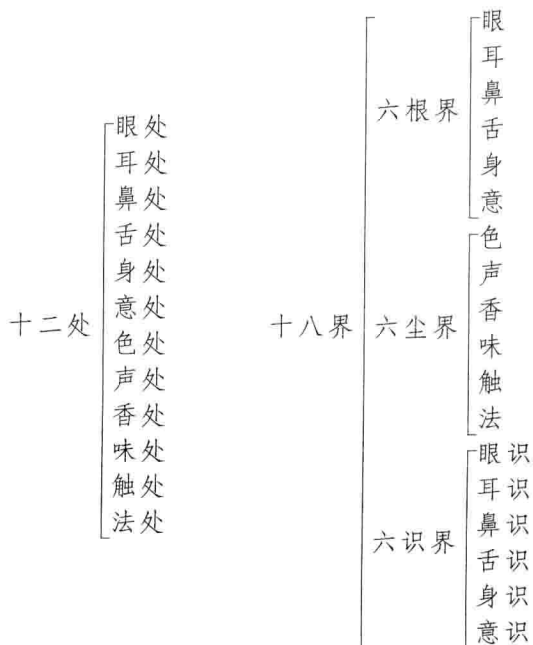 十二处
眼处
耳处
鼻处
舌处
身处
意处
色处
声处
香处
味处
触处
法处
十八界
六根界
眼
耳
鼻
舌
身
意
六尘界
色
声
香
味
触
法
六识界
眼识
耳识
鼻识
舌识
身识
意识